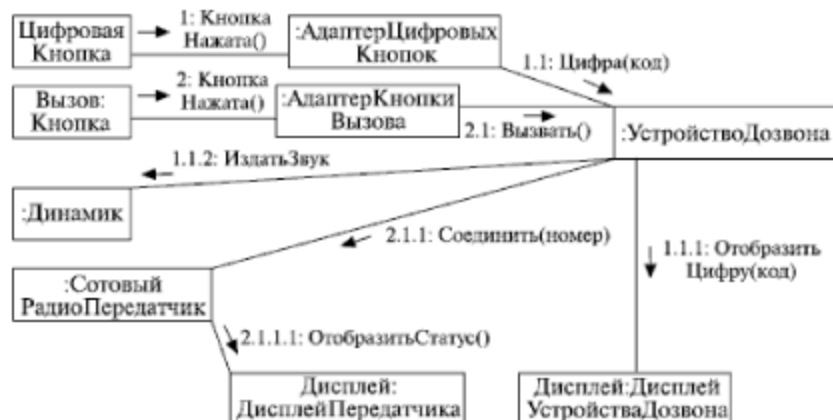 Цифровая
Кнопка
1: Кнопка
Нажата()
:АдаптерЦифровых
Кнопок
1.1: Цифра(код)
Вызов:
Кнопка
2: Кнопка
Нажата()
:АдаптерКнопки
Вызова
2.1: Вызвать()
:УстройствоДозвона
1.1.2: ИздатьЗвук
:Динамик
2.1.1: Соединить(номер)
1.1.1: Отобразить
Цифру(код)
:Сотовый
РадиоПередатчик
2.1.1.1: ОтобразитьСтатус()
Дисплей:
ДисплейПередатчика
Дисплей:Дисплей
УстройстваДозвона